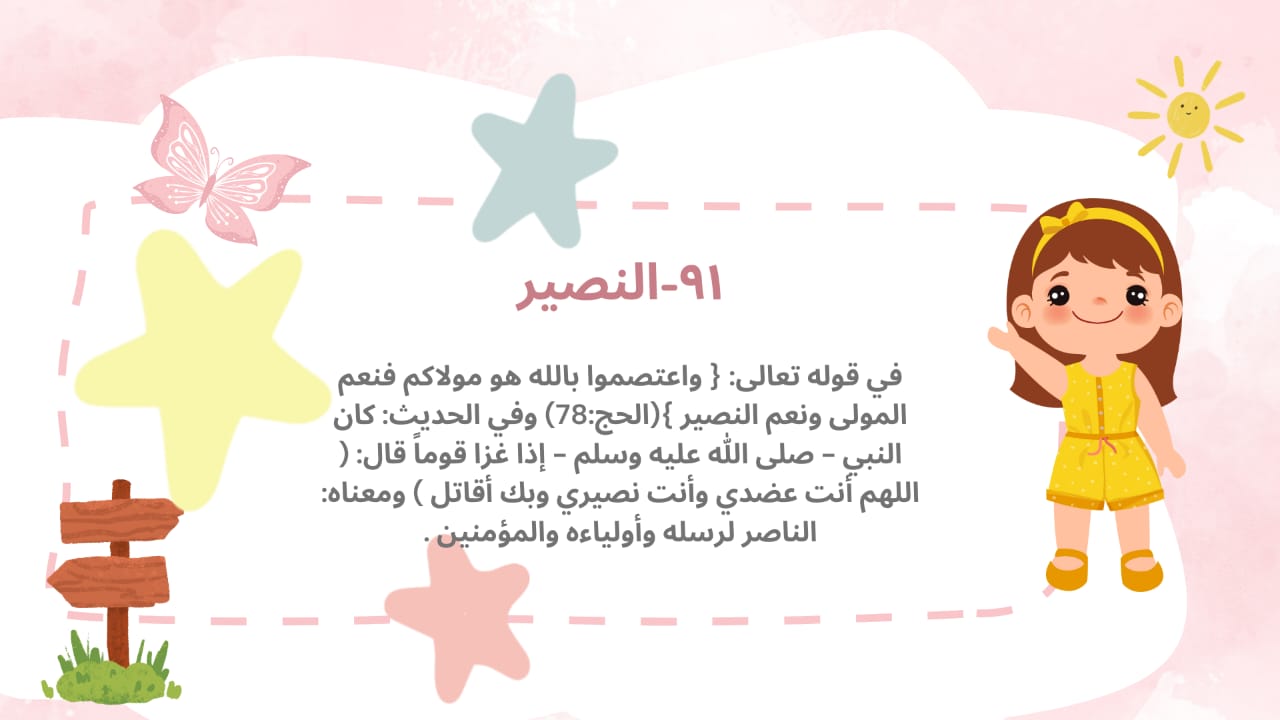 ٩١-النصير
في قوله تعالى: { واعتصموا بالله هو مولاكم فنعم
المولى ونعم النصير }(الحج:78) وفي الحديث: كان
النبي – صلى الله عليه وسلم – إذا غزا قوماً قال: (
اللهم أنت عضدي وأنت نصيري وبك أقاتل ) ومعناه:
الناصر لرسله وأولياءه والمؤمنين .